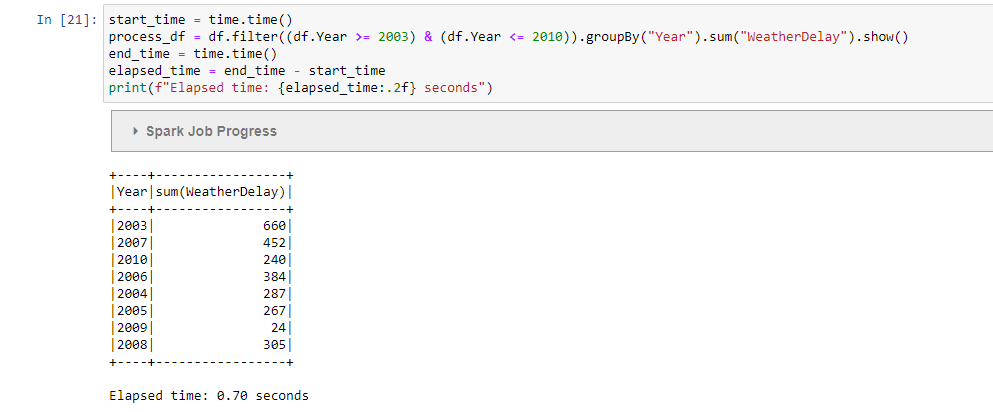 In [21]: start_time = time.time()
process_df = df.filter((df.Year >= 2003) & (df.Year <= 2010)).groupBy("Year").sum("WeatherDelay").show()
end_time = time.time()
elapsed_time = end_time - start_time
print(f"Elapsed time: {elapsed_time:.2f} seconds")
Spark Job Progress
+----+-----------------+
|Year|sum(WeatherDelay)|
+----+-----------------+
|2003|              660|
|2007|              452|
|2010|              240|
|2006|              384|
|2004|              287|
|2005|              267|
|2009|               24|
|2008|              305|
+----+-----------------+
Elapsed time: 0.70 seconds